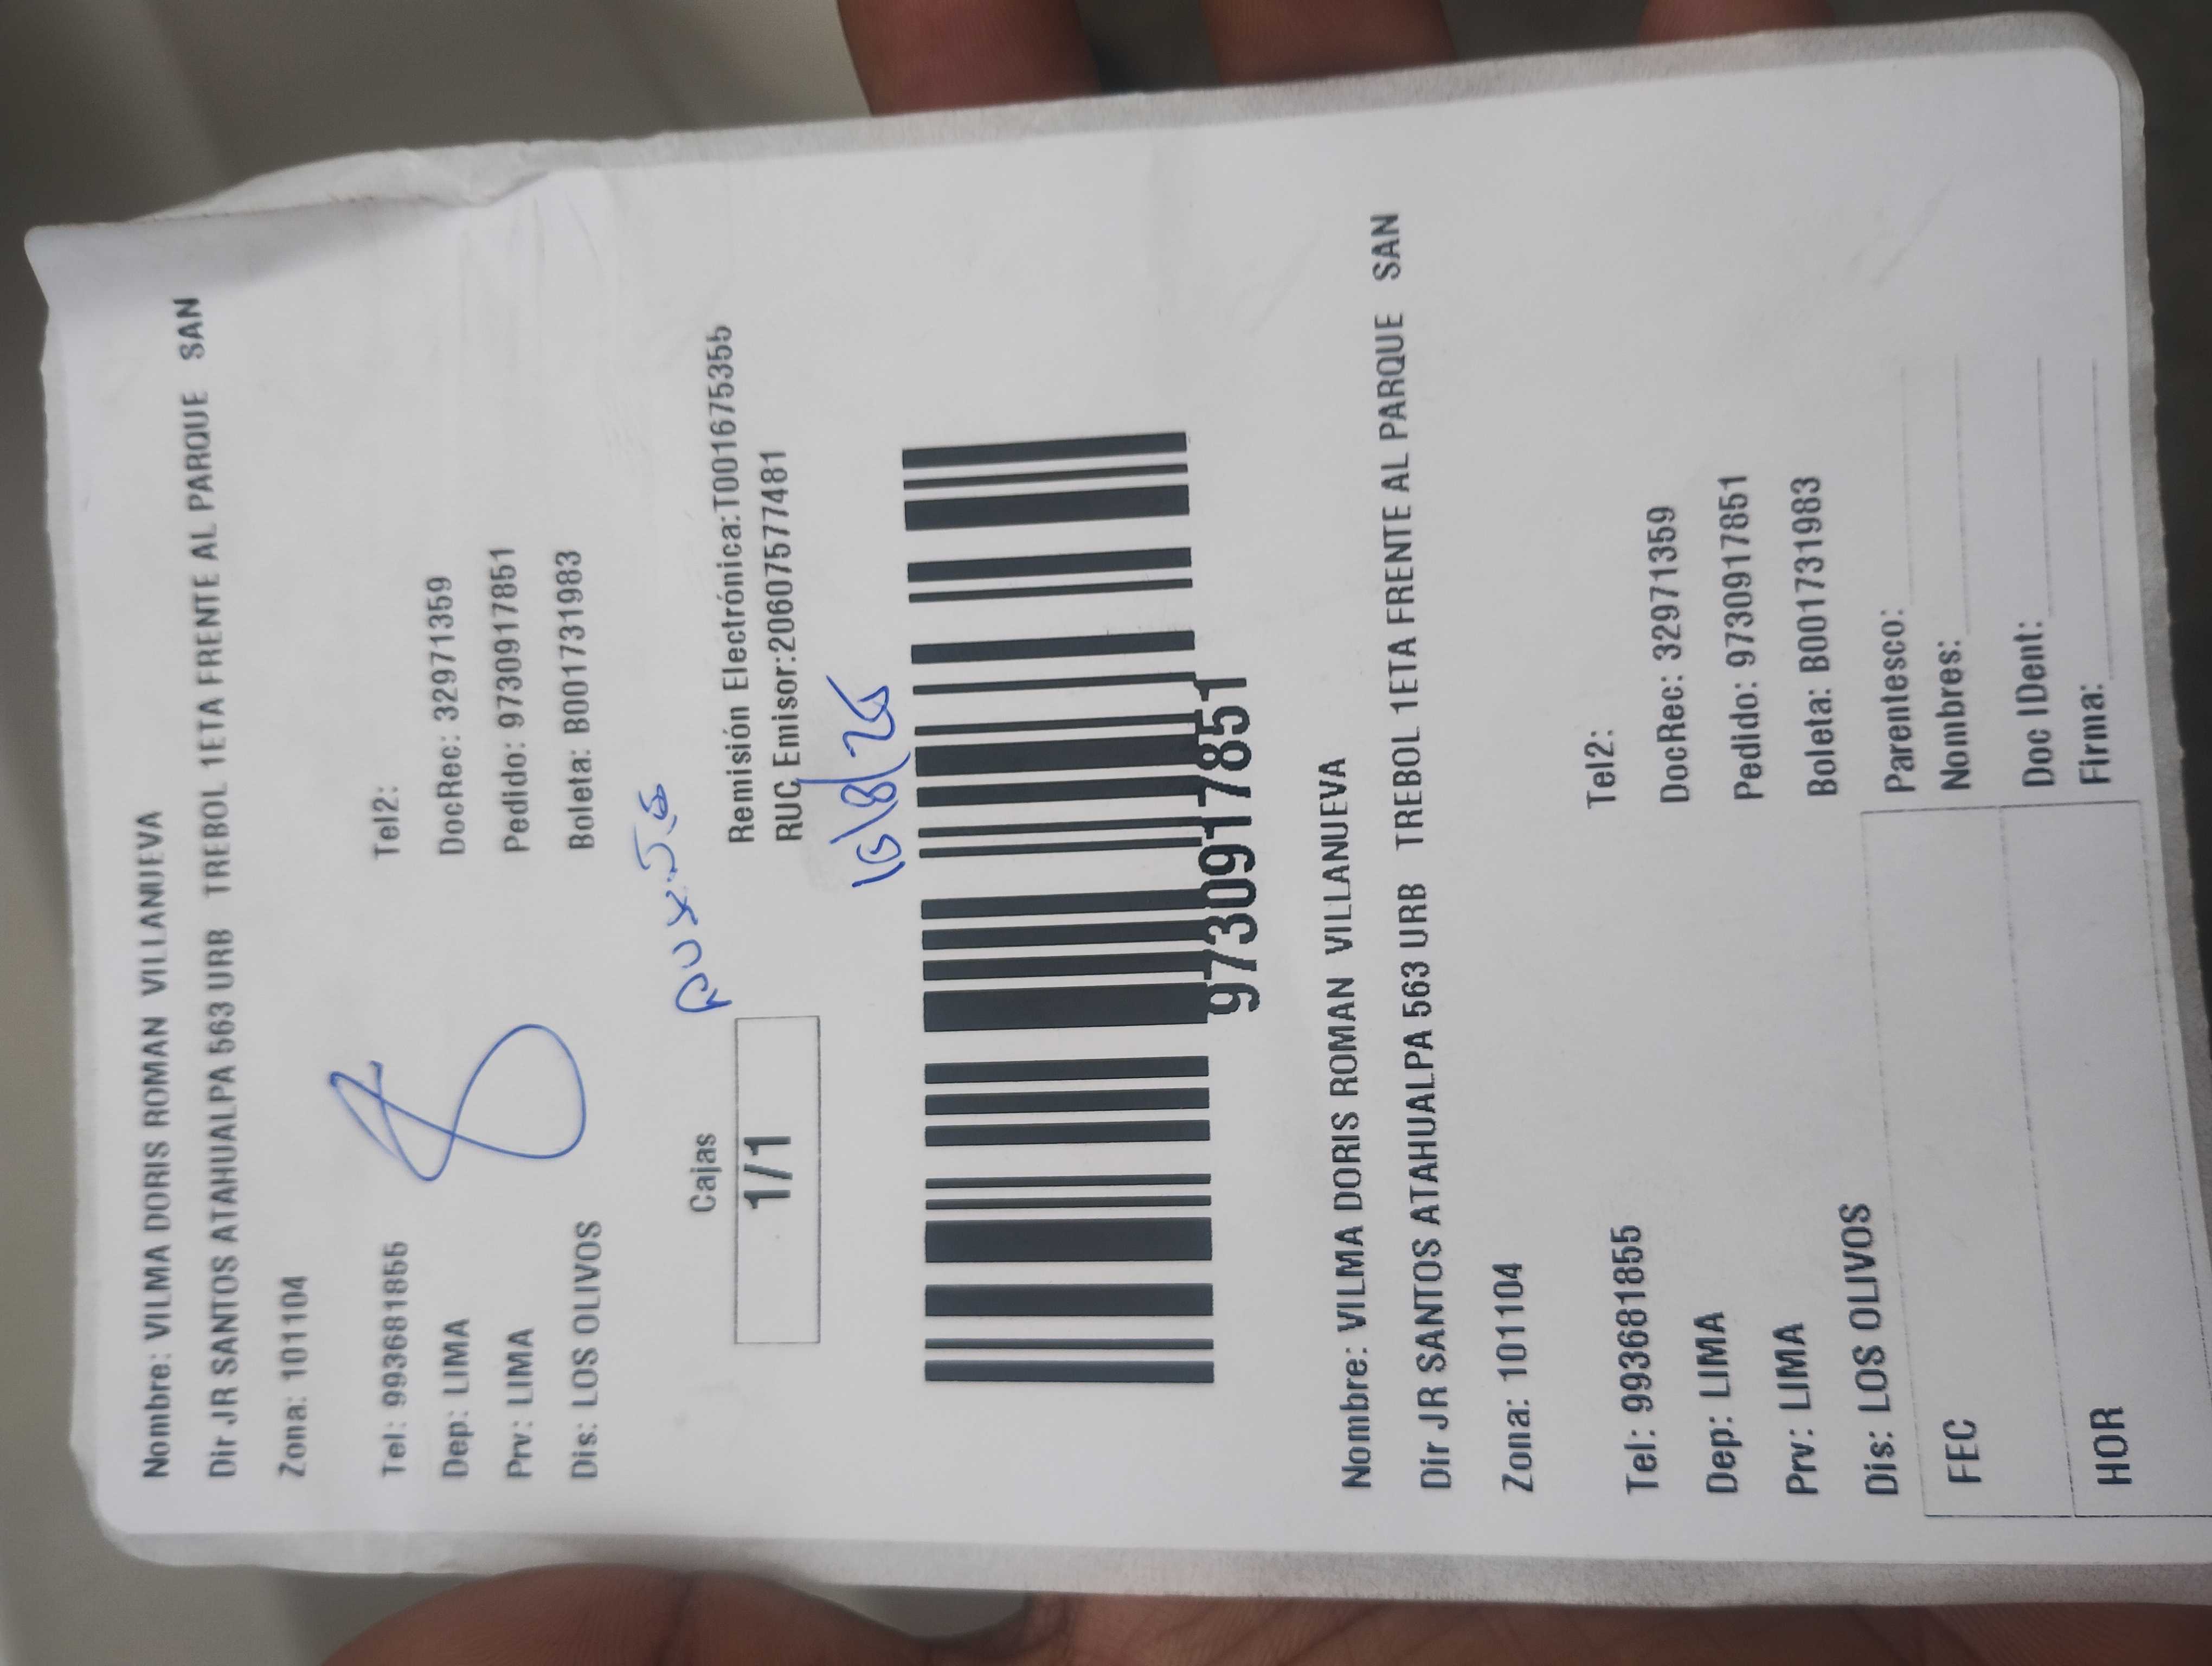 Nombre: VILMA DORIS ROMAN VILLANUEVA
Dir JR SANTOS ATAHUALPA 563 URB TREBOL 1ETA FRENTE AL PARQUE SAN
Zona: 101104
Tel: 993681855 Tel2:
Dep: LIMA DocRec: 32971359
Prv: LIMA Pedido: 9730917851
Dis: LOS OLIVOS Boleta: B001731983
Cajas
1/1
Remisión Electrónica:T001675355
RUC Emisor:20607577481
9730917851
Nombre: VILMA DORIS ROMAN VILLANUEVA
Dir JR SANTOS ATAHUALPA 563 URB TREBOL 1ETA FRENTE AL PARQUE SAN
Zona: 101104
Tel: 993681855 Tel2:
Dep: LIMA DocRec: 32971359
Prv: LIMA Pedido: 9730917851
Dis: LOS OLIVOS Boleta: B001731983
FEC Parentesco:
Nombres:
Doc IDent:
HOR Firma: